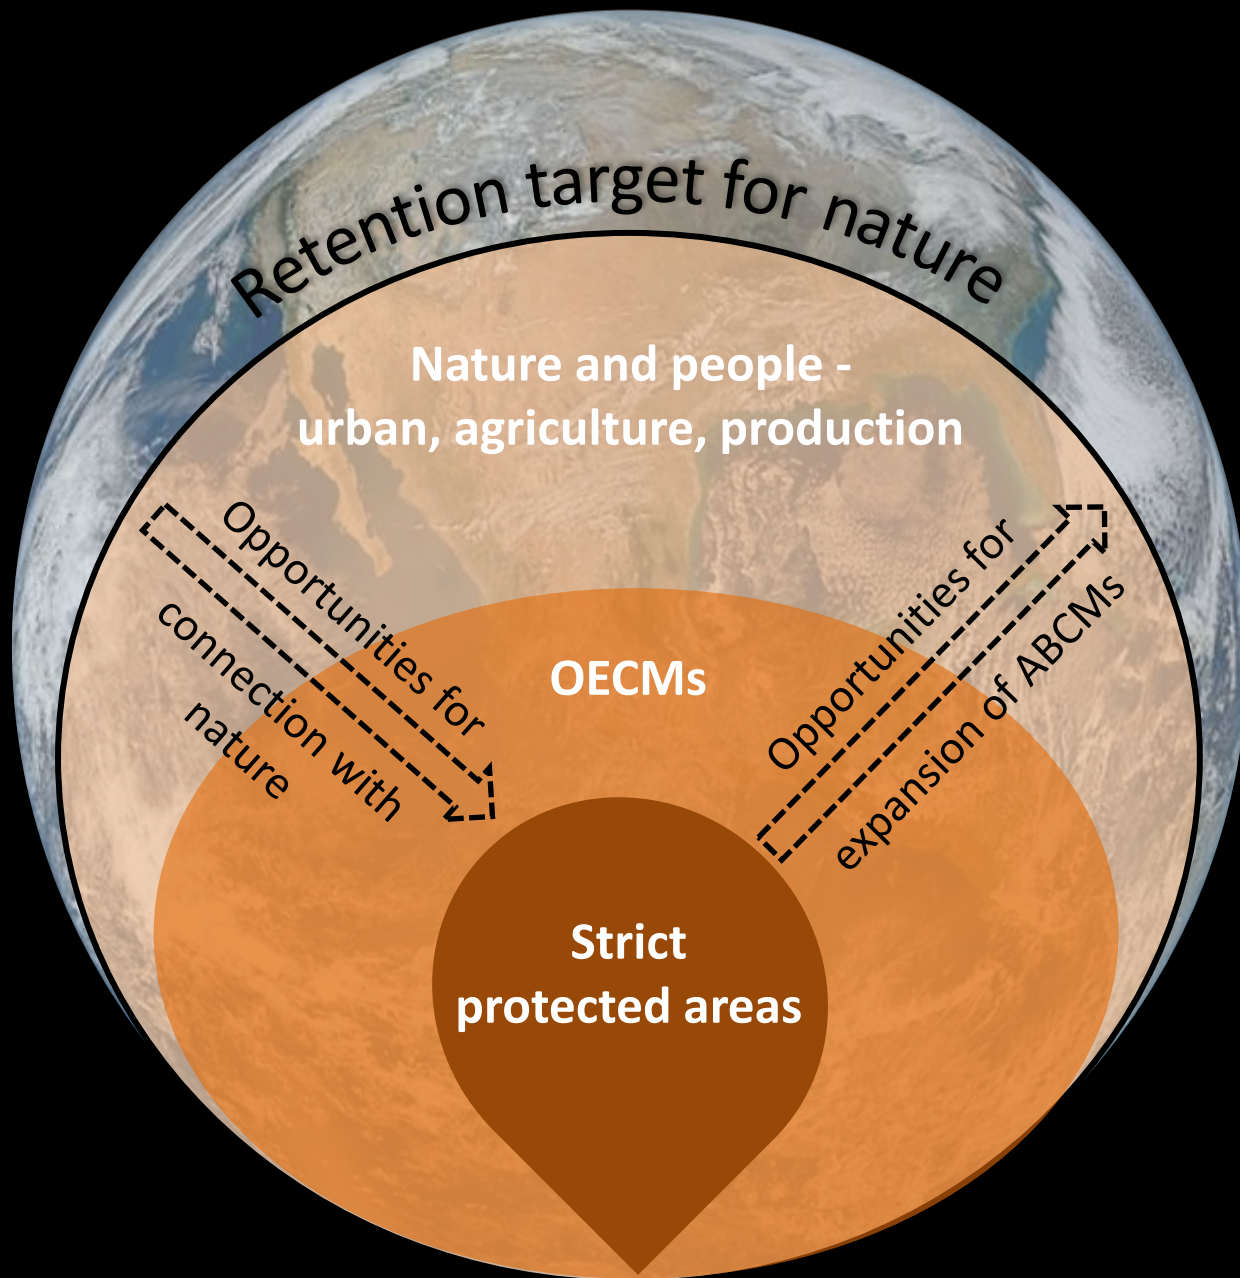 Retention target for nature
Nature and people -
urban, agriculture, production
Opportunities for
connection with
nature
Opportunities for
expansion of ABCMs
OECMs
Strict
protected areas